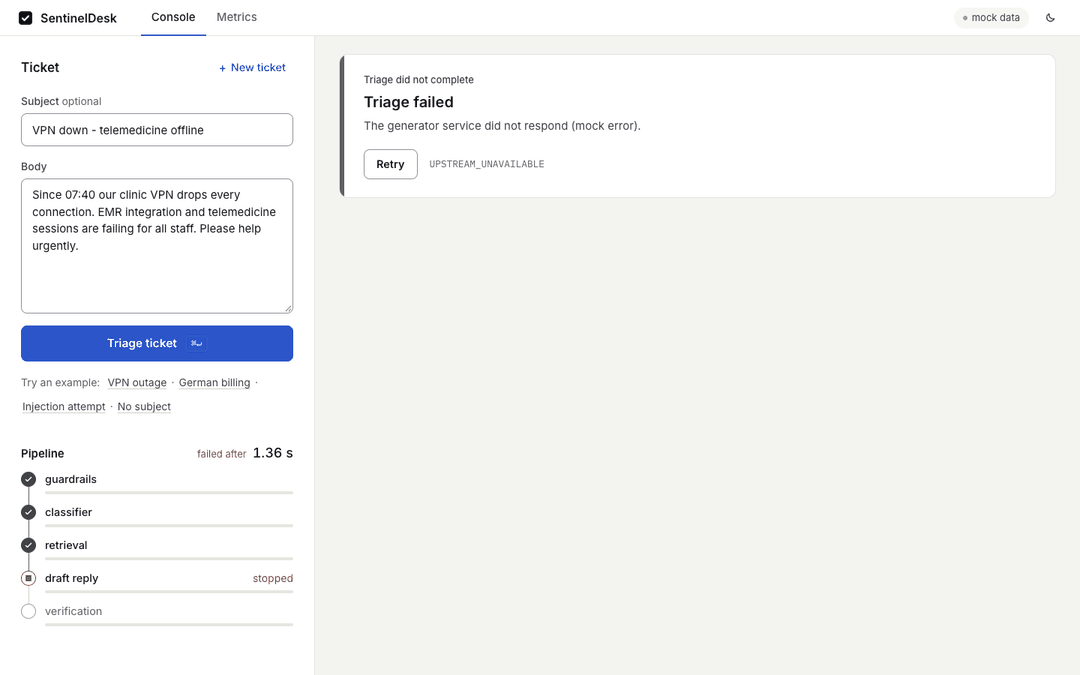 SentinelDesk
Console
Metrics
mock data
Ticket
+ New ticket
Subject optional
VPN down - telemedicine offline
Body
Since 07:40 our clinic VPN drops every
connection. EMR integration and telemedicine
sessions are failing for all staff. Please help
urgently.
Triage ticket ⌘↵
Try an example: VPN outage · German billing ·
Injection attempt · No subject
Pipeline failed after 1.36 s
guardrails
classifier
retrieval
draft reply stopped
verification
Triage did not complete
Triage failed
The generator service did not respond (mock error).
Retry UPSTREAM_UNAVAILABLE